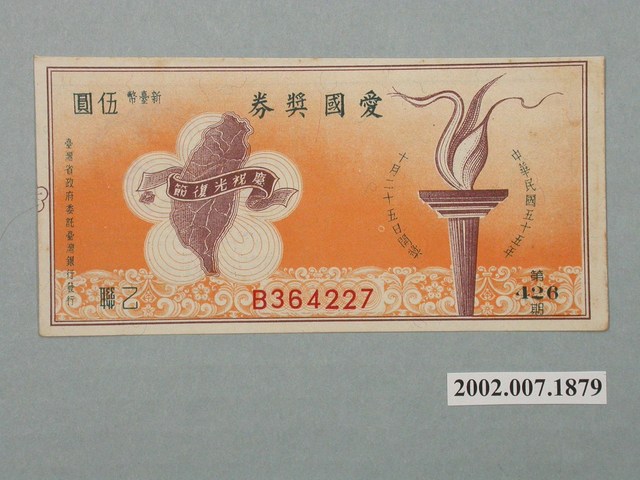 愛國獎券
新臺幣伍圓
慶祝光復節
中華民國五十五年
十月二十五日開獎
第426期
臺灣省政府委託臺灣銀行發行
乙聯
B364227
2002.007.1879